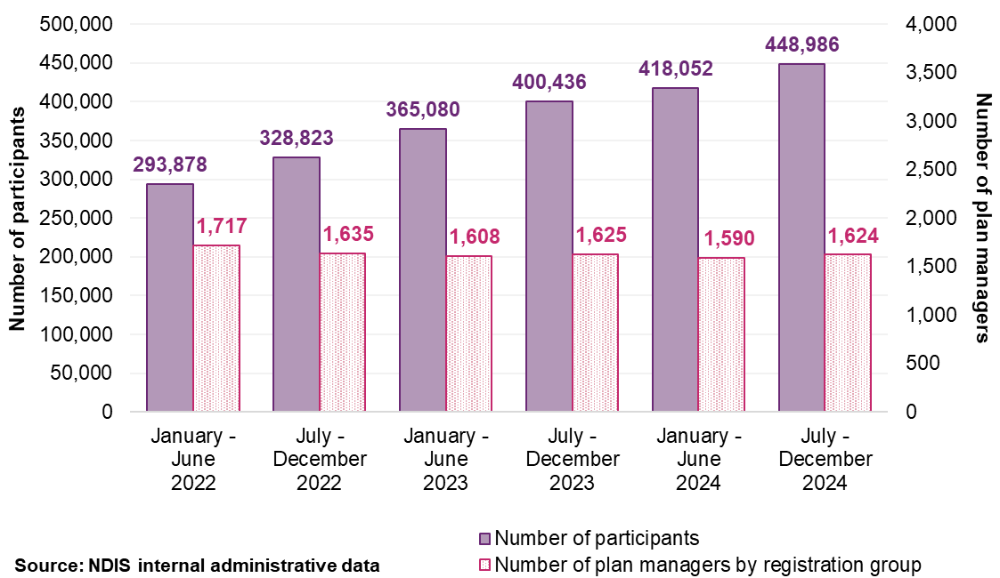 500,000
450,000
400,000
350,000
300,000
250,000
200,000
150,000
100,000
50,000
0
Number of participants
4,000
3,500
3,000
2,500
2,000
1,500
1,000
500
0
Number of plan managers
293,878
328,823
365,080
400,436
418,052
448,986
1,717
1,635
1,608
1,625
1,590
1,624
January -
June
2022
July -
December
2022
January -
June
2023
July -
December
2023
January -
June
2024
July -
December
2024
Number of participants
Number of plan managers by registration group
Source: NDIS internal administrative data